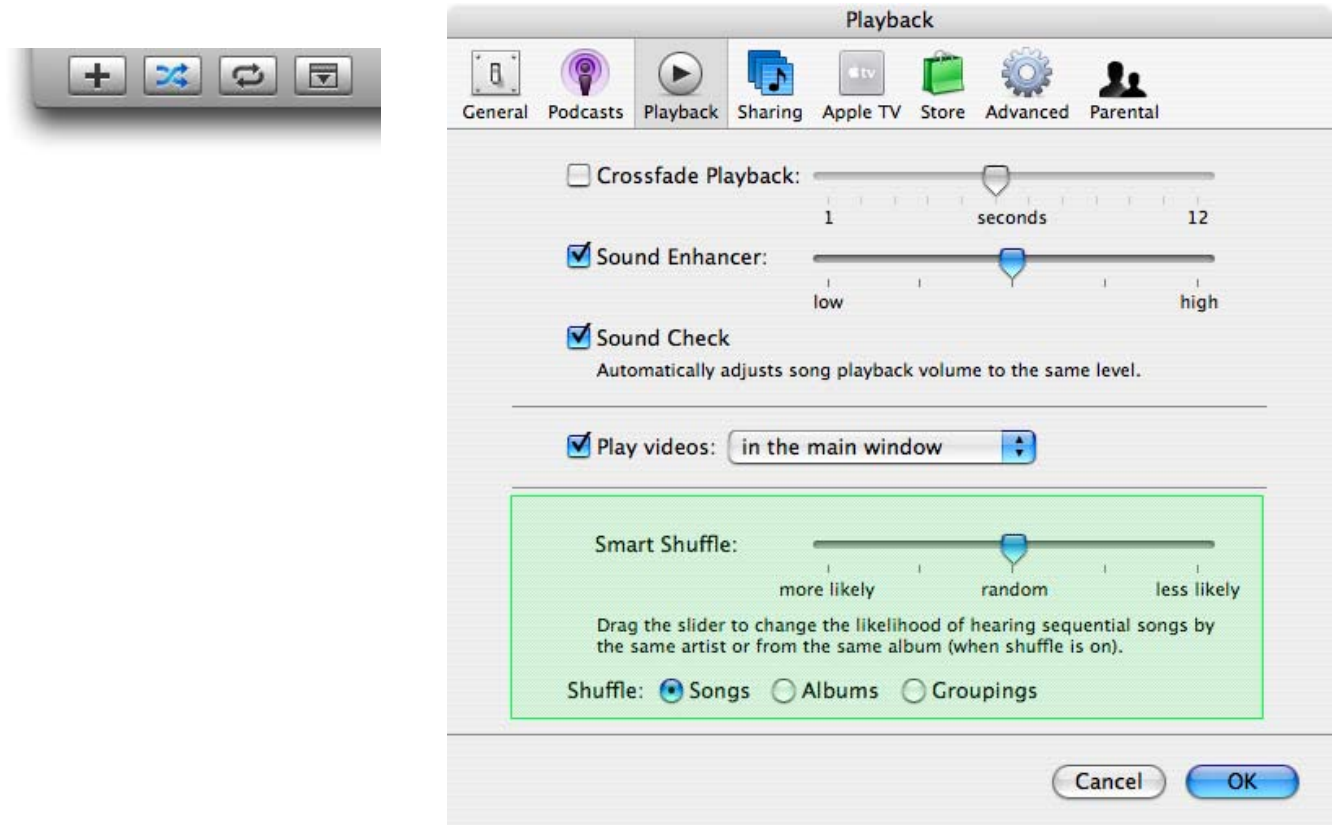 Playback
General Podcasts Playback Sharing Apple TV Store Advanced Parental
tv
Crossfade Playback:
1 seconds 12
Sound Enhancer:
low high
Sound Check
Automatically adjusts song playback volume to the same level.
Play videos: in the main window
Smart Shuffle:
more likely random less likely
Drag the slider to change the likelihood of hearing sequential songs by
the same artist or from the same album (when shuffle is on).
Shuffle: Songs Albums Groupings
Cancel OK